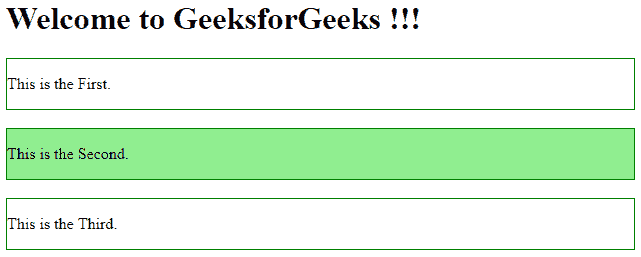 Welcome to GeeksforGeeks !!!
This is the First.
This is the Second.
This is the Third.